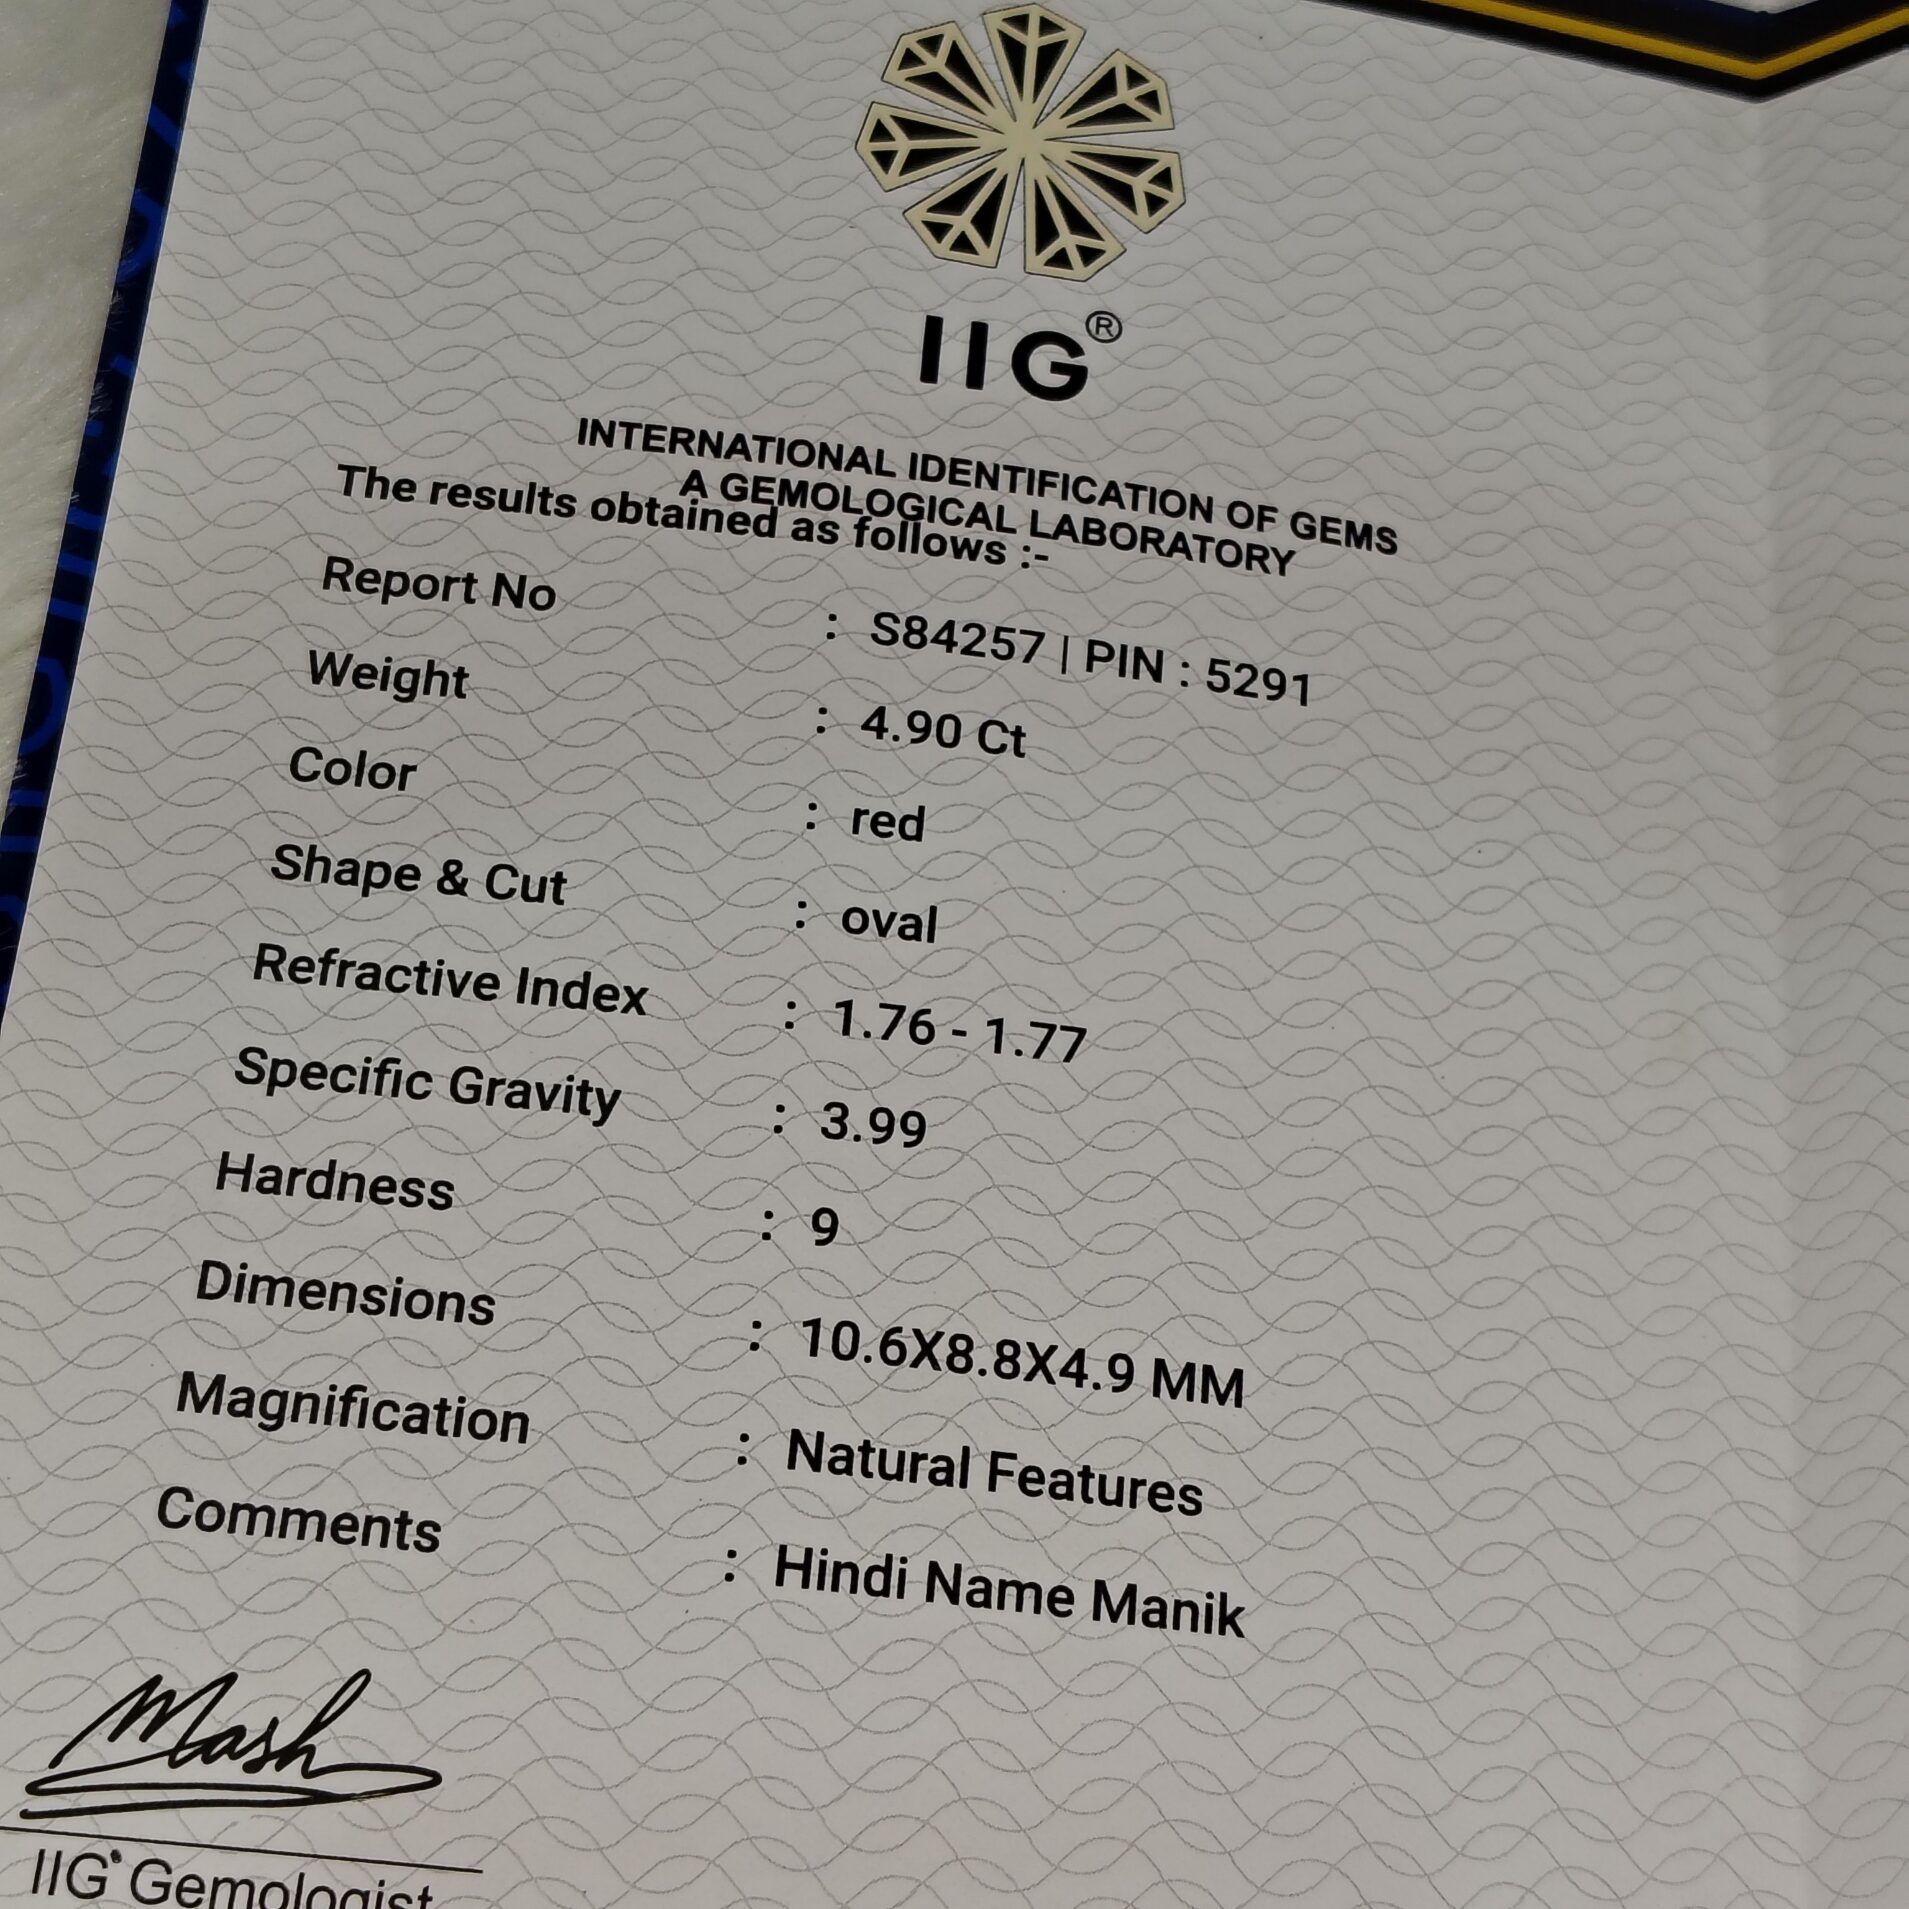 IIG®
INTERNATIONAL IDENTIFICATION OF GEMS
A GEMOLOGICAL LABORATORY
The results obtained as follows :-
Report No : S84257 | PIN : 5291
Weight : 4.90 Ct
Color : red
Shape & Cut : oval
Refractive Index : 1.76 - 1.77
Specific Gravity : 3.99
Hardness : 9
Dimensions : 10.6X8.8X4.9 MM
Magnification : Natural Features
Comments : Hindi Name Manik
Mash
IIG® Gemologist